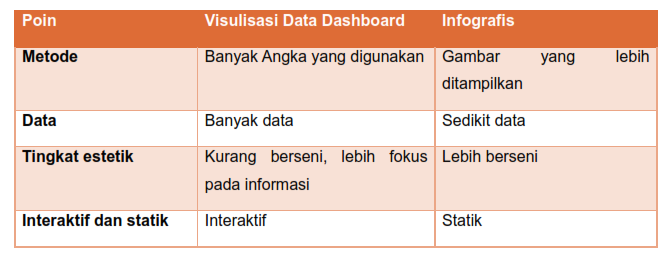 Poin Visulisasi Data Dashboard Infografis
Metode Banyak Angka yang digunakan Gambar yang lebih
ditampilkan
Data Banyak data Sedikit data
Tingkat estetik Kurang berseni, lebih fokus Lebih berseni
pada informasi
Interaktif dan statik Interaktif Statik